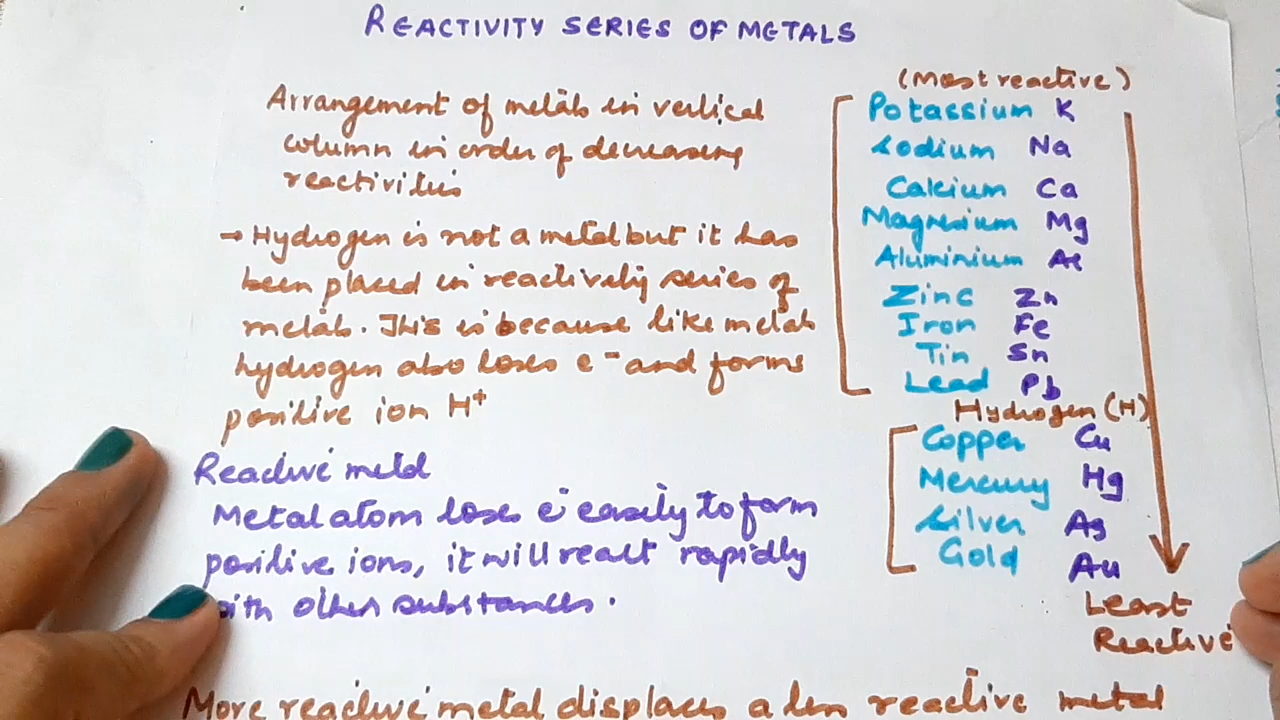 REACTIVITY SERIES OF METALS
Arrangement of metals in vertical
column in order of decreasing
reactivities
→ Hydrogen is not a metal but it has
been placed in reactivity series of
metals. This is because like metals
hydrogen also loses e⁻ and forms
positive ion H⁺
Reactive metal
Metal atom loses e⁻ easily to form
positive ions, it will react rapidly
with other substances.
(Most reactive)
Potassium K
Sodium Na
Calcium Ca
Magnesium Mg
Aluminium Al
Zinc Zn
Iron Fe
Tin Sn
Lead Pb
Hydrogen (H)
Copper Cu
Mercury Hg
Silver Ag
Gold Au
Least
Reactive
More reactive metal displaces a less reactive metal